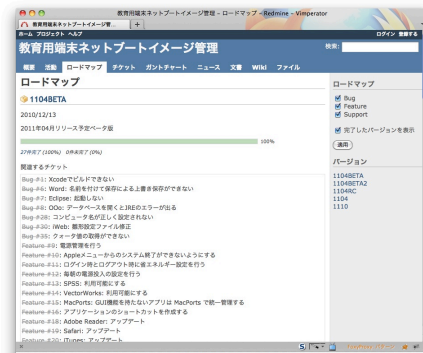 教育用端末ネットブートイメージ管理 - ロードマップ - Redmine - Vimperator
教育用端末ネットブートイメージ管...
ホーム プロジェクト ヘルプ
ログイン 登録する
教育用端末ネットブートイメージ管理
検索:
概要 活動 ロードマップ チケット ガントチャート ニュース 文書 Wiki ファイル
ロードマップ
1104BETA
2010/12/13
2011年04月リリース予定ベータ版
100%
27件完了 (100%) 0件未完了 (0%)
関連するチケット
Bug #1: Xcodeでビルドできない
Bug #6: Word: 名前を付けて保存による上書き保存ができない
Bug #7: Eclipse: 起動しない
Bug #8: OOo: データベースを開くとJREのエラーが出る
Bug #28: コンピュータ名が正しく設定されない
Bug #30: iWeb: 雛形設定ファイル修正
Bug #35: クォータ値の取得ができない
Feature #9: 電源管理を行う
Feature #10: Appleメニューからのシステム終了ができないようにする
Feature #11: ログイン時とログアウト時に省エネルギー設定を行う
Feature #12: 毎朝の電源投入の設定を行う
Feature #13: SPSS: 利用可能にする
Feature #14: VectorWorks: 利用可能にする
Feature #15: MacPorts: GUI機能を持たないアプリは MacPorts で統一管理する
Feature #16: アプリケーションのショートカットを作成する
Feature #18: Adobe Reader: アップデート
Feature #19: Safari: アップデート
Feature #20: iTunes: アップデート
ロードマップ
Bug
Feature
Support
完了したバージョンを表示
適用
バージョン
1104BETA
1104BETA2
1104RC
1104
1110